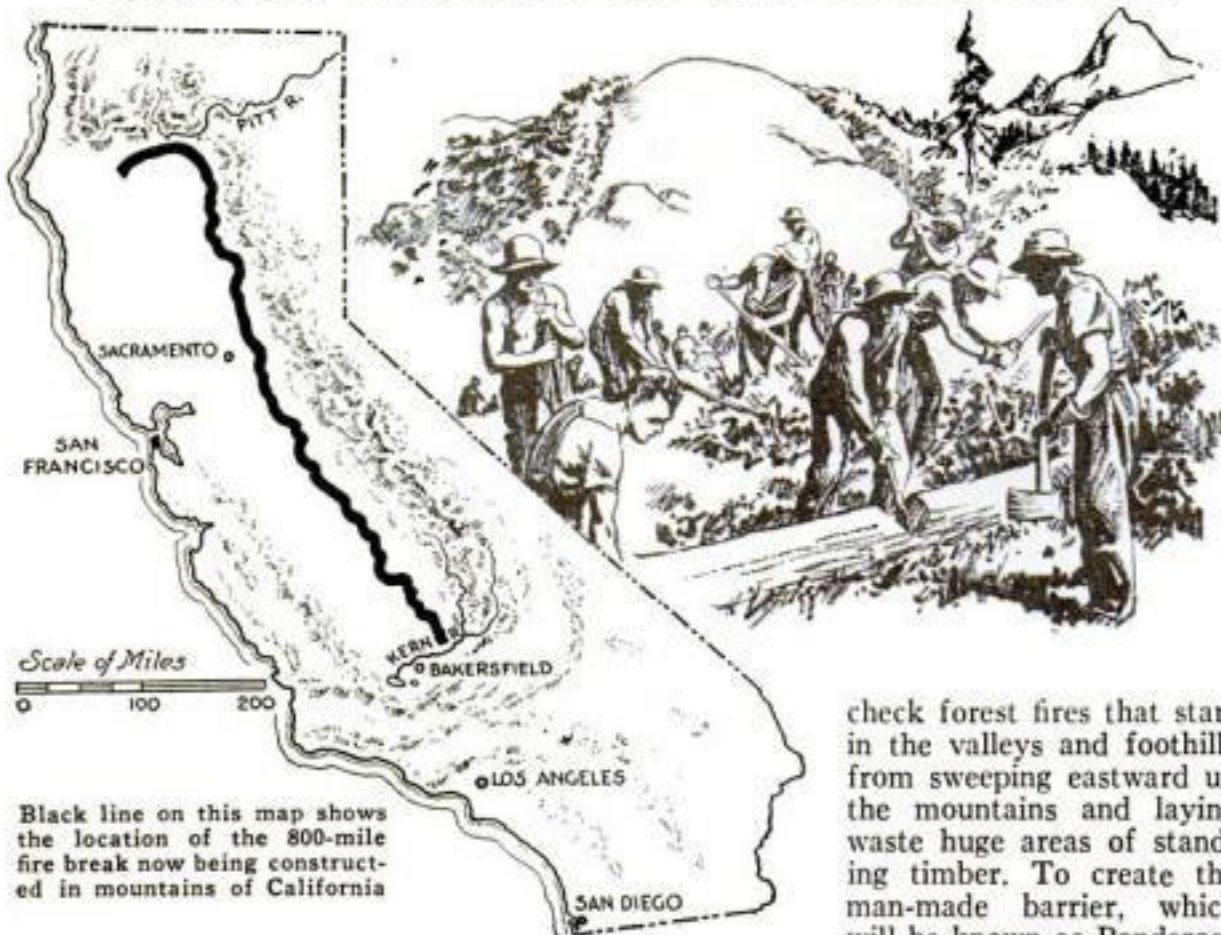 PITT R.
SACRAMENTO
SAN
FRANCISCO
KERN R.
BAKERSFIELD
Scale of Miles
0 100 200
LOS ANGELES
SAN DIEGO
Black line on this map shows
the location of the 800-mile
fire break now being construct-
ed in mountains of California
check forest fires that star
in the valleys and foothill
from sweeping eastward u
the mountains and layin
waste huge areas of stand
ing timber. To create th
man-made barrier, whic